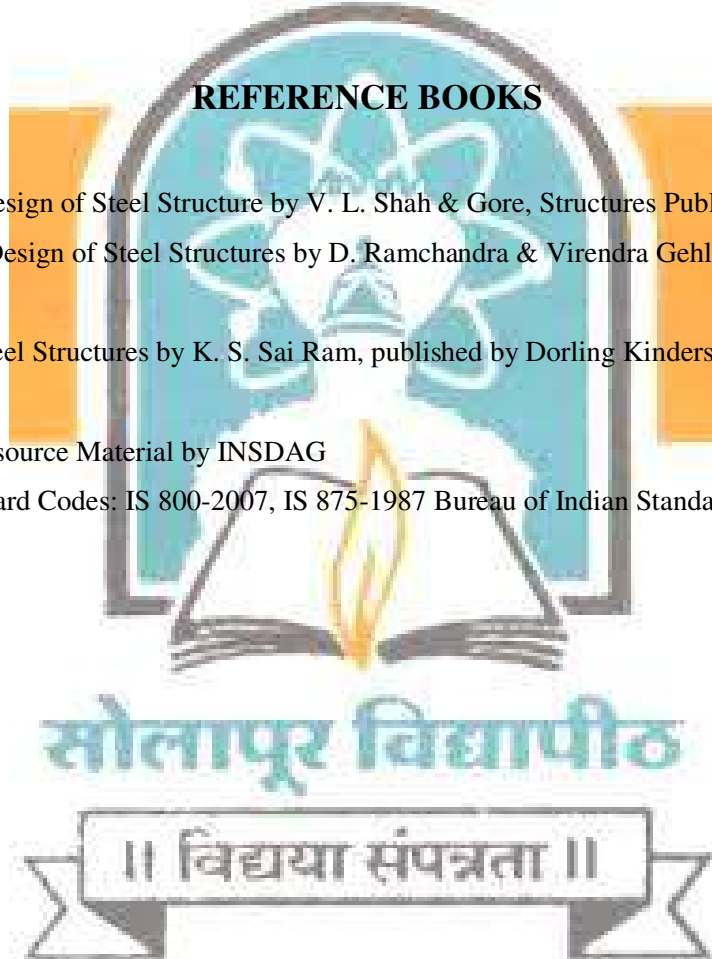 REFERENCE BOOKS
esign of Steel Structure by V. L. Shah & Gore, Structures Publ
Design of Steel Structures by D. Ramchandra & Virendra Gehl
eel Structures by K. S. Sai Ram, published by Dorling Kinders
source Material by INSDAG
ard Codes: IS 800-2007, IS 875-1987 Bureau of Indian Standa
सोलापूर विद्यापीठ
॥ विद्यया संपन्नता ॥